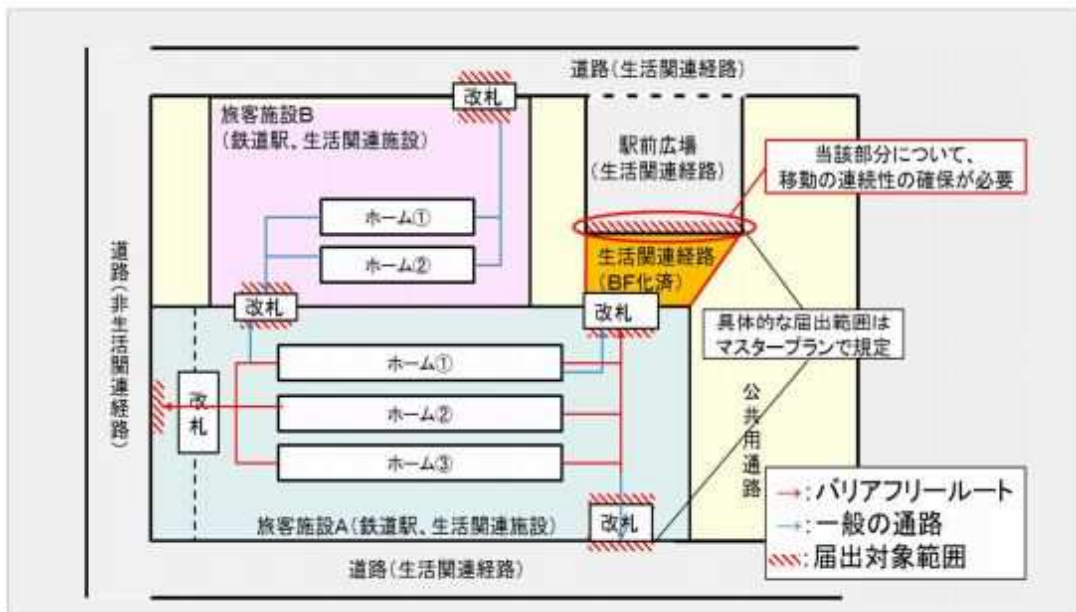 道路(生活関連経路)
改札
旅客施設B
(鉄道駅、生活関連施設)
駅前広場
(生活関連経路)
当該部分について、
移動の連続性の確保が必要
ホーム①
ホーム②
生活関連経路
(BF化済)
道路(非生活関連経路)
改札
改札
具体的な届出範囲は
マスタープランで規定
ホーム①
改札
ホーム②
ホーム③
公共用通路
旅客施設A(鉄道駅、生活関連施設)
改札
道路(生活関連経路)
→:バリアフリールート
→:一般の通路
:届出対象範囲